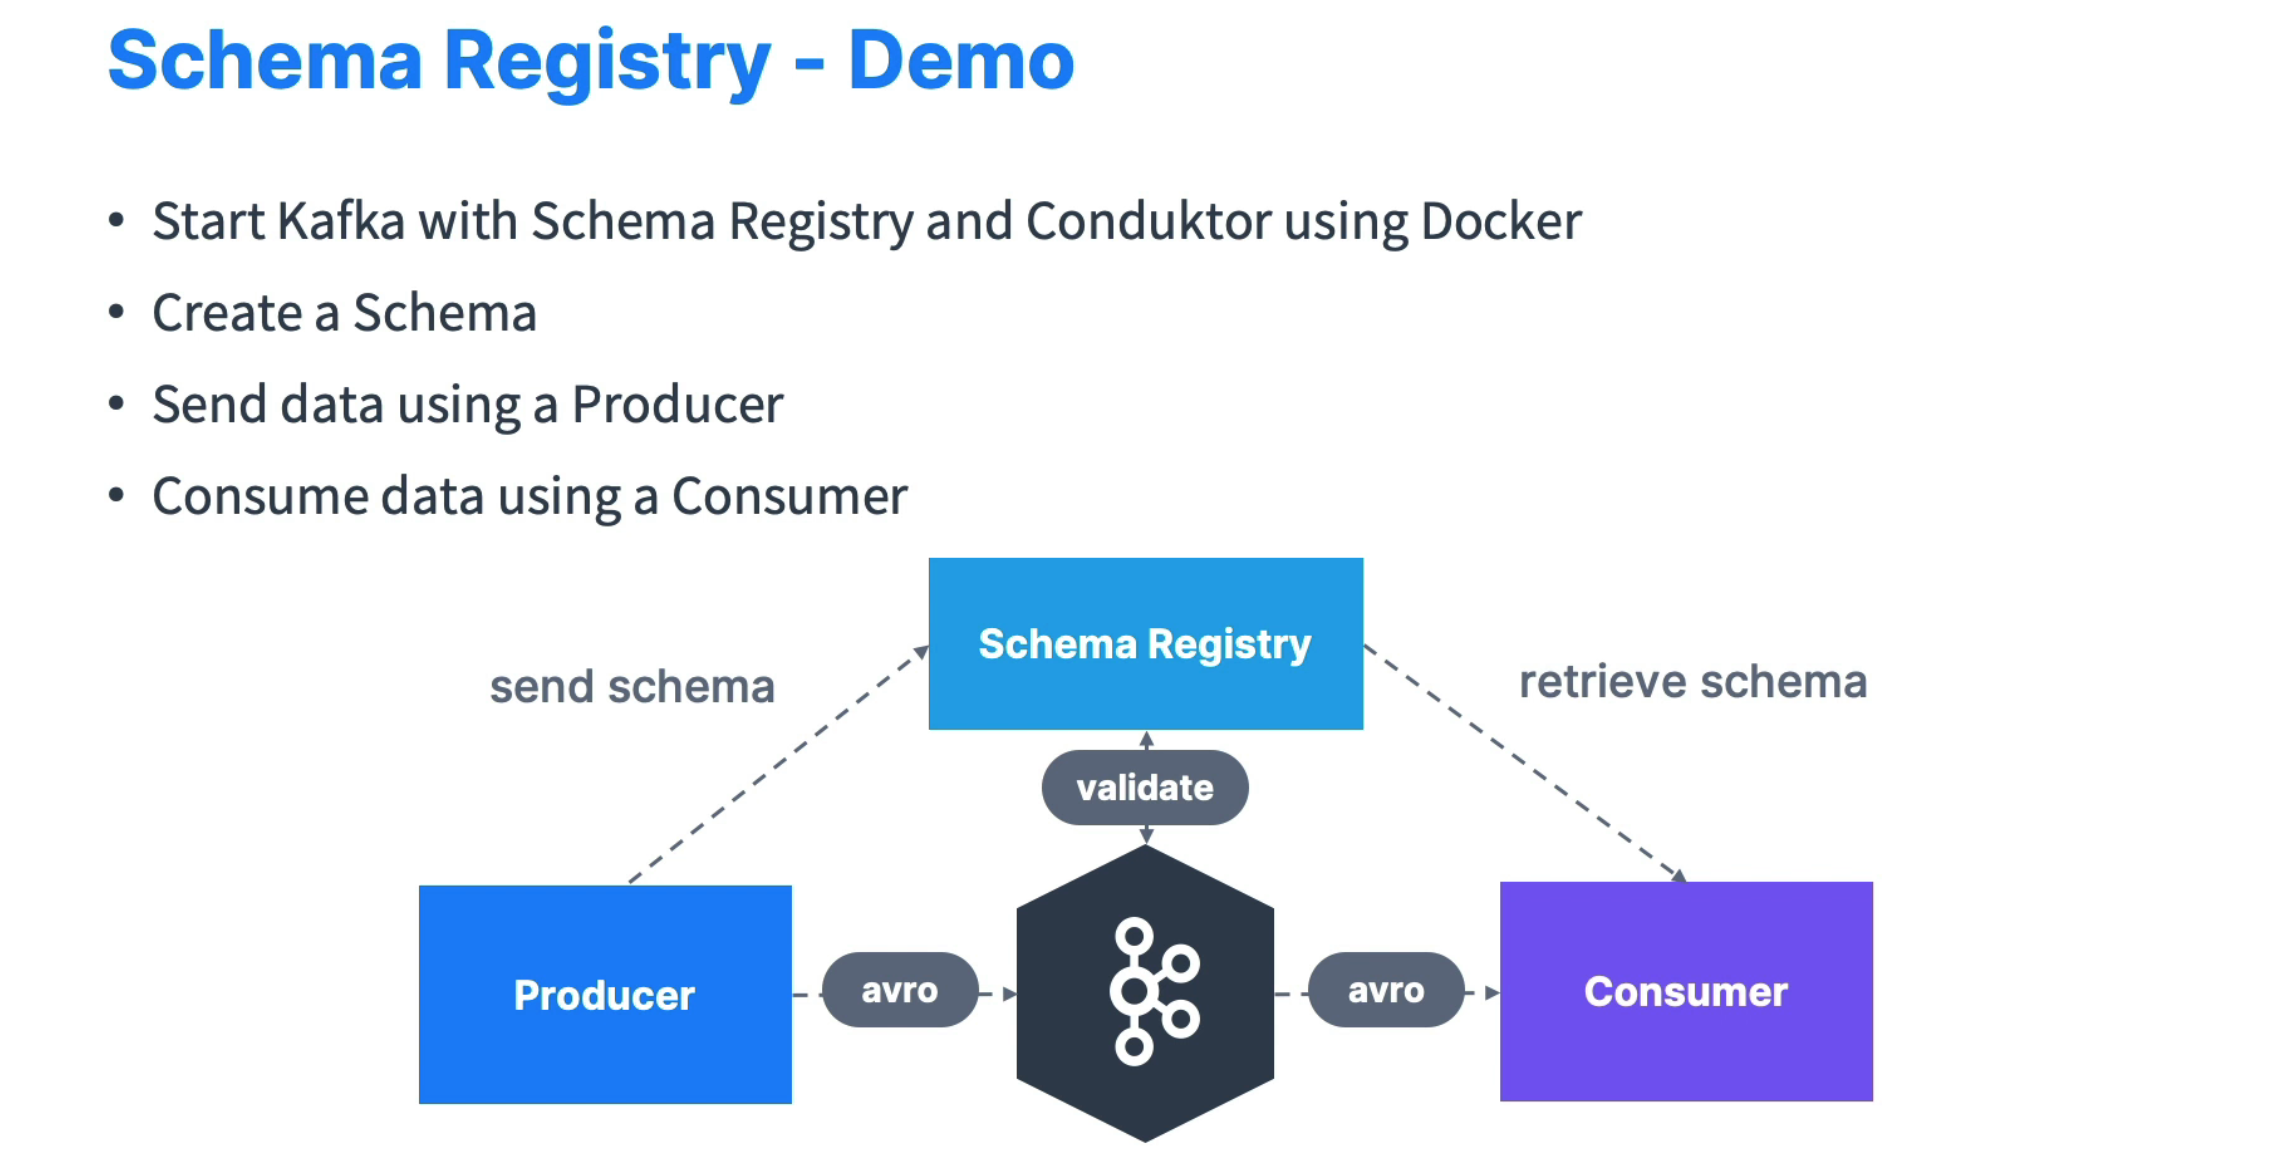 Schema Registry - Demo
• Start Kafka with Schema Registry and Conduktor using Docker
• Create a Schema
• Send data using a Producer
• Consume data using a Consumer
Schema Registry
send schema
retrieve schema
validate
Producer
avro
avro
Consumer